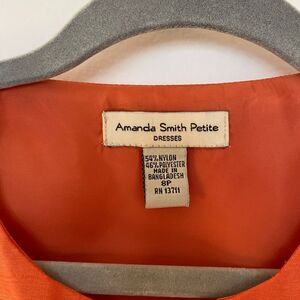 Amanda Smith Petite
DRESSES
54% NYLON
46% POLYESTER
MADE IN
BANGLADESH
8P
RN 13711